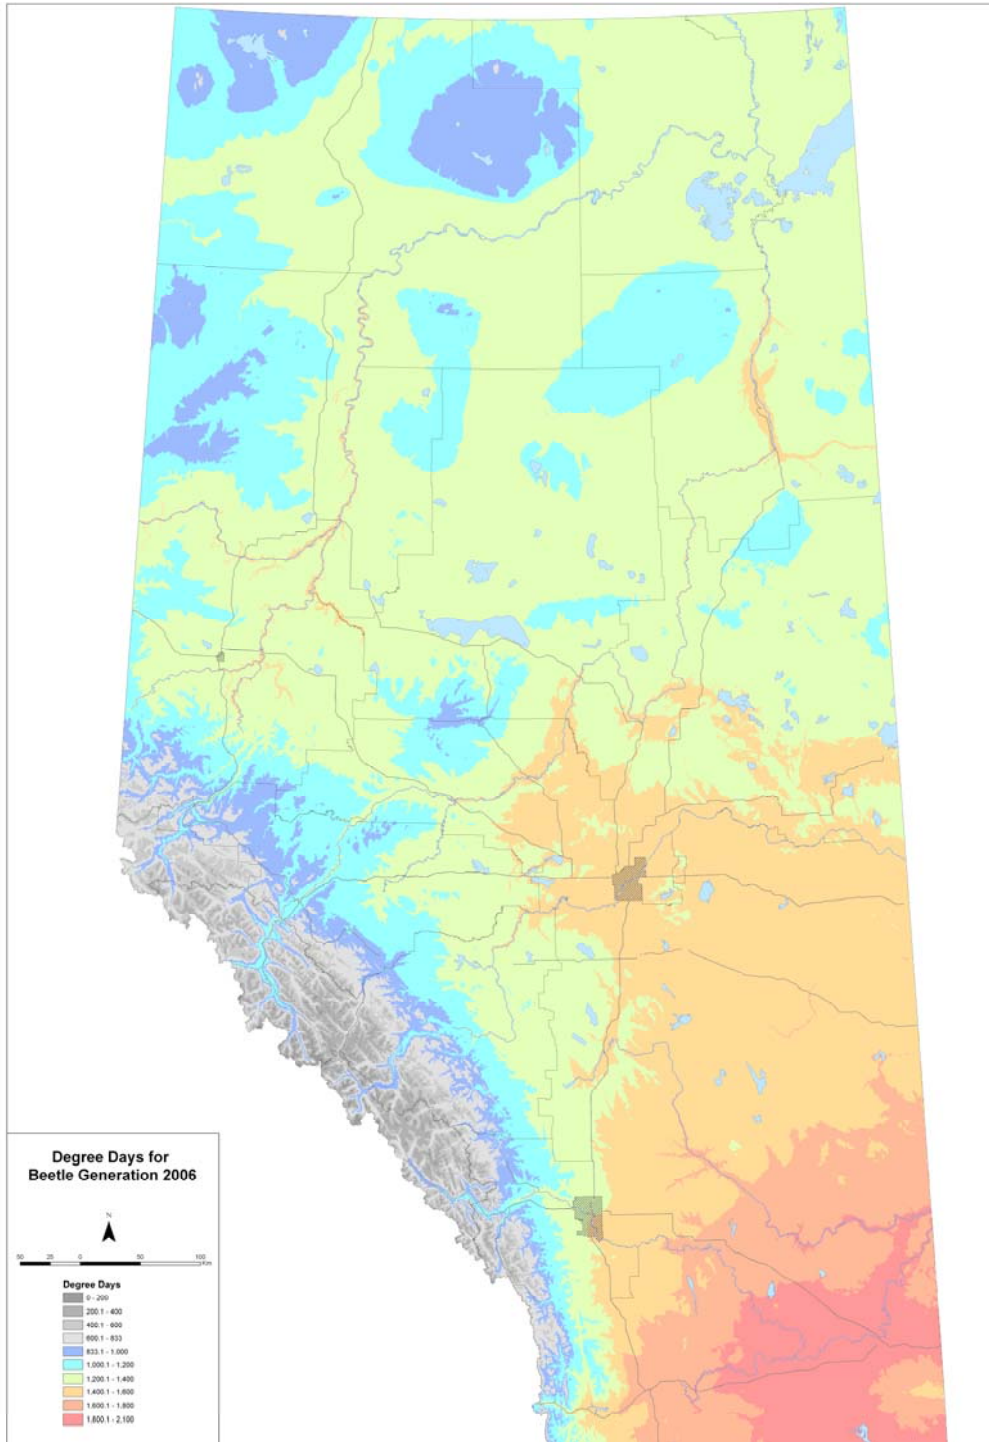 Degree Days for
Beetle Generation 2006
N
50 25 0 50 100
Km
Degree Days
0 - 200
200.1 - 400
400.1 - 600
600.1 - 833
833.1 - 1,000
1,000.1 - 1,200
1,200.1 - 1,400
1,400.1 - 1,600
1,600.1 - 1,800
1,800.1 - 2,100